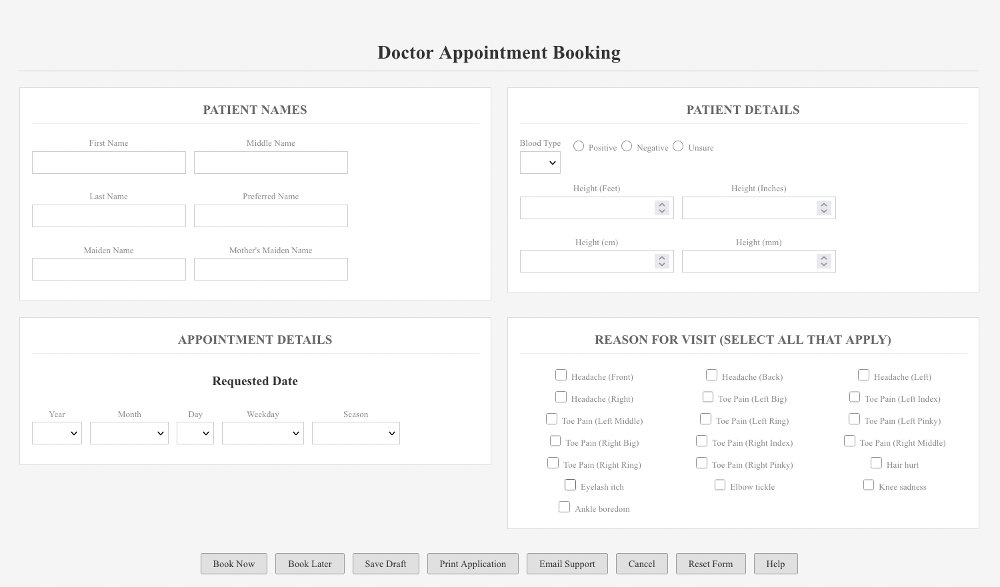 Doctor Appointment Booking
PATIENT NAMES
First Name Middle Name
Last Name Preferred Name
Maiden Name Mother's Maiden Name
PATIENT DETAILS
Blood Type Positive Negative Unsure
Height (Feet) Height (Inches)
Height (cm) Height (mm)
APPOINTMENT DETAILS
Requested Date
Year Month Day Weekday Season
REASON FOR VISIT (SELECT ALL THAT APPLY)
Headache (Front) Headache (Back) Headache (Left)
Headache (Right) Toe Pain (Left Big) Toe Pain (Left Index)
Toe Pain (Left Middle) Toe Pain (Left Ring) Toe Pain (Left Pinky)
Toe Pain (Right Big) Toe Pain (Right Index) Toe Pain (Right Middle)
Toe Pain (Right Ring) Toe Pain (Right Pinky) Hair hurt
Eyelash itch Elbow tickle Knee sadness
Ankle boredom
Book Now Book Later Save Draft Print Application Email Support Cancel Reset Form Help